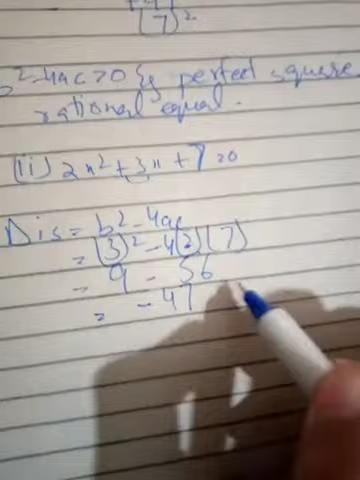 (7)²
b²-4ac>0 & perfect square
rational equal.
(ii) 2x²+3x+7=0
Dis = b²-4ac
= (3)²-4(2)(7)
= 9 - 56
= -47